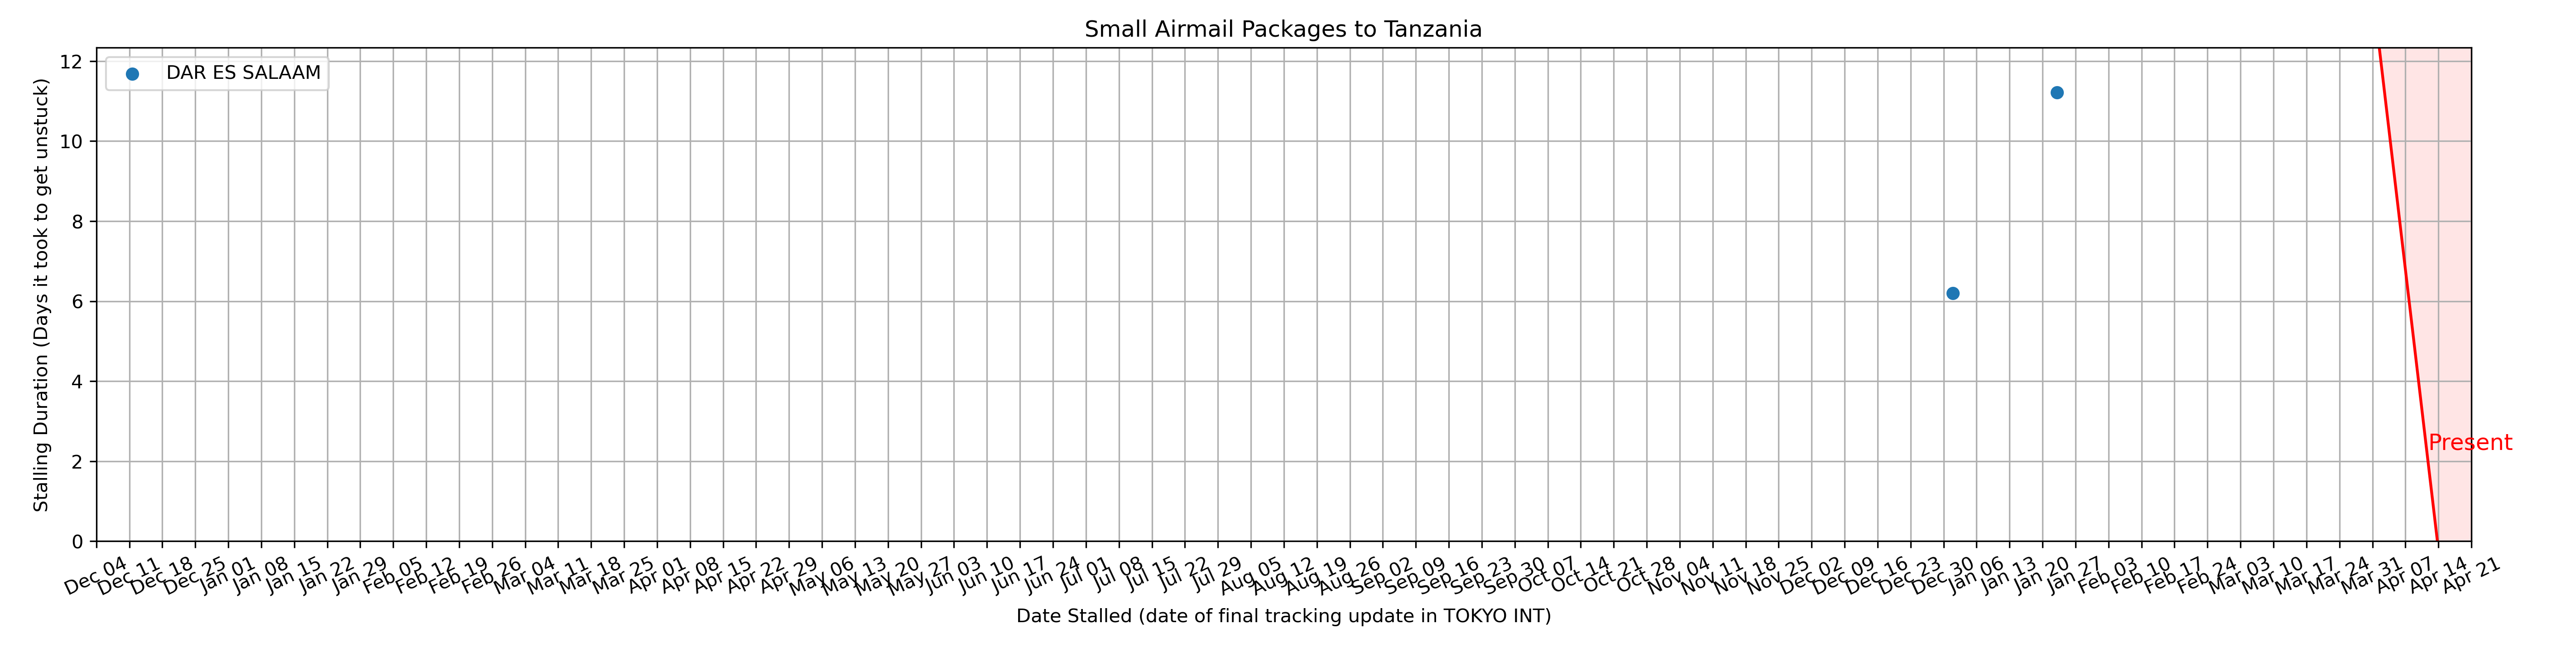 Small Airmail Packages to Tanzania
DAR ES SALAAM
Stalling Duration (Days it took to get unstuck)
12
10
8
6
4
2
0
Present
Dec 04
Dec 11
Dec 18
Dec 25
Jan 01
Jan 08
Jan 15
Jan 22
Jan 29
Feb 05
Feb 12
Feb 19
Feb 26
Mar 04
Mar 11
Mar 18
Mar 25
Apr 01
Apr 08
Apr 15
Apr 22
Apr 29
May 06
May 13
May 20
May 27
Jun 03
Jun 10
Jun 17
Jun 24
Jul 01
Jul 08
Jul 15
Jul 22
Jul 29
Aug 05
Aug 12
Aug 19
Aug 26
Sep 02
Sep 09
Sep 16
Sep 23
Sep 30
Oct 07
Oct 14
Oct 21
Oct 28
Nov 04
Nov 11
Nov 18
Nov 25
Dec 02
Dec 09
Dec 16
Dec 23
Dec 30
Jan 06
Jan 13
Jan 20
Jan 27
Feb 03
Feb 10
Feb 17
Feb 24
Mar 03
Mar 10
Mar 17
Mar 24
Mar 31
Apr 07
Apr 14
Apr 21
Date Stalled (date of final tracking update in TOKYO INT)